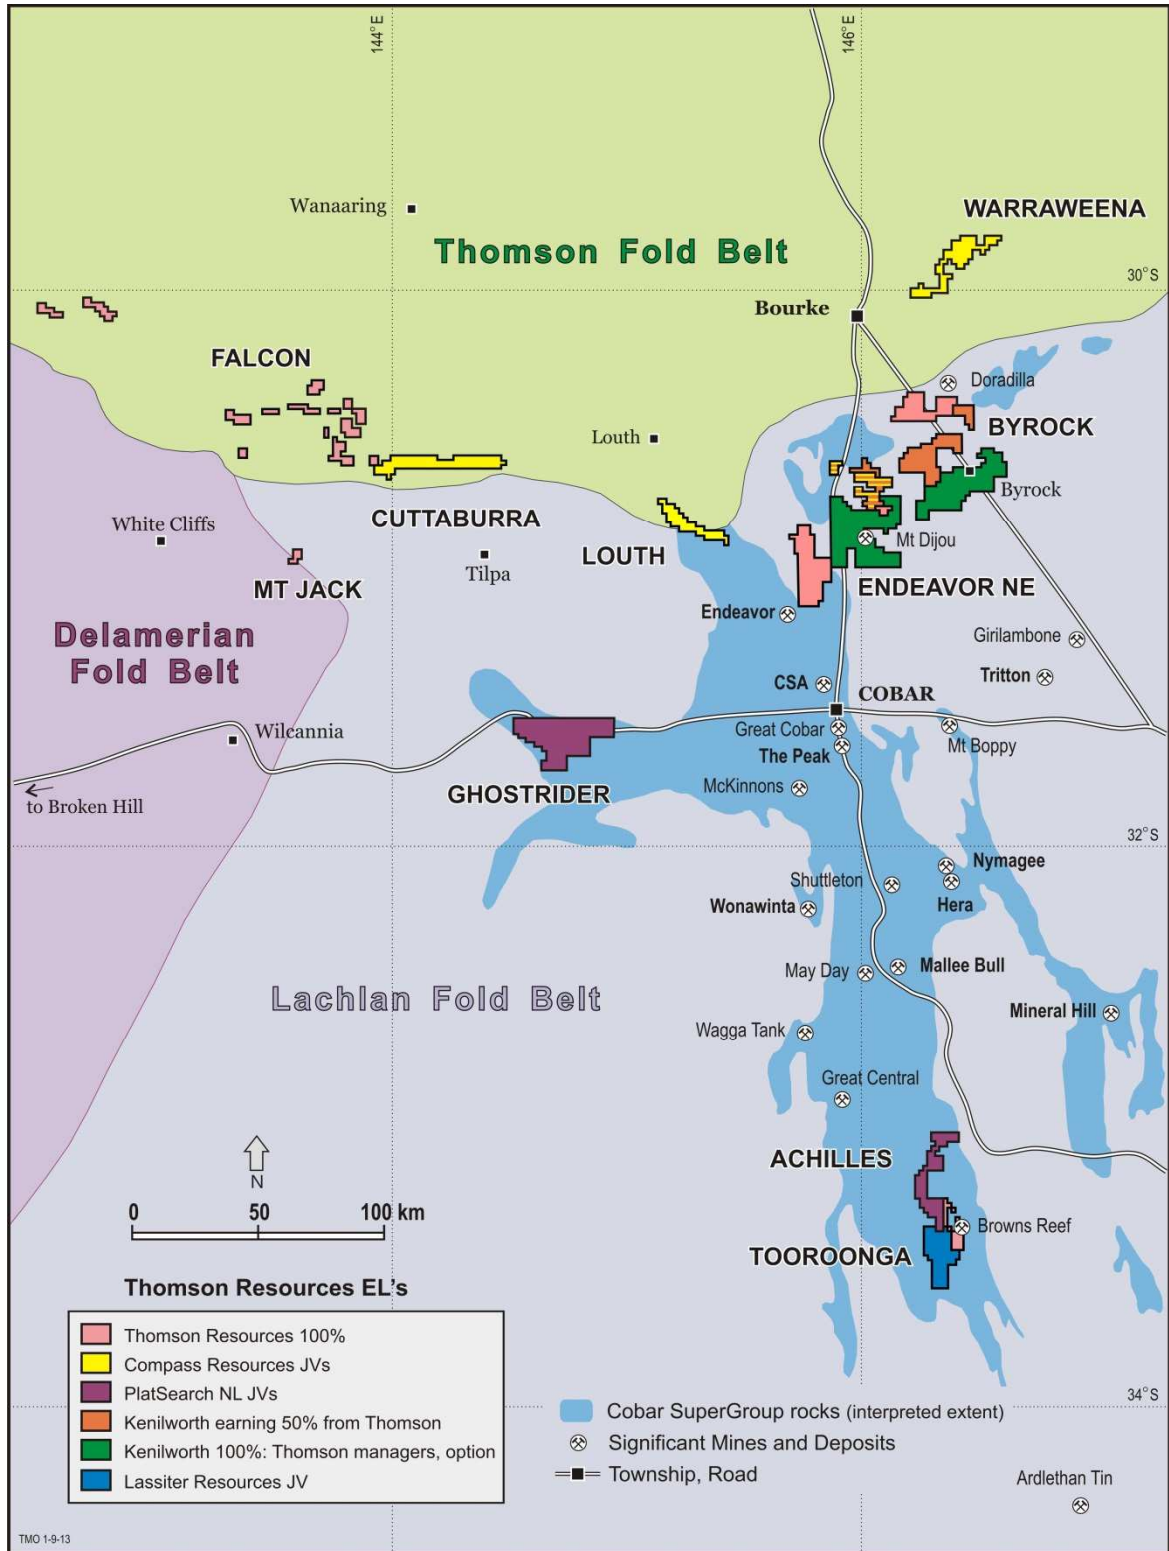 144°E
146°E
Wanaaring
WARRAWEENA
Thomson Fold Belt
30°S
Bourke
FALCON
Doradilla
BYROCK
Louth
Byrock
CUTTABURRA
White Cliffs
Mt Dijou
LOUTH
Tilpa
MT JACK
ENDEAVOR NE
Endeavor
Delamerian
Fold Belt
Girilambone
Tritton
CSA
COBAR
Wilcannia
Great Cobar
Mt Boppy
The Peak
McKinnons
GHOSTRIDER
to Broken Hill
32°S
Nymagee
Shuttleton
Hera
Wonawinta
May Day
Mallee Bull
Lachlan Fold Belt
Mineral Hill
Wagga Tank
Great Central
ACHILLES
N
0 50 100 km
Browns Reef
TOOROONGA
Thomson Resources EL's
Thomson Resources 100%
Compass Resources JVs
PlatSearch NL JVs
Kenilworth earning 50% from Thomson
Kenilworth 100%: Thomson managers, option
Lassiter Resources JV
34°S
Cobar SuperGroup rocks (interpreted extent)
Significant Mines and Deposits
Township, Road
Ardlethan Tin
TMO 1-9-13